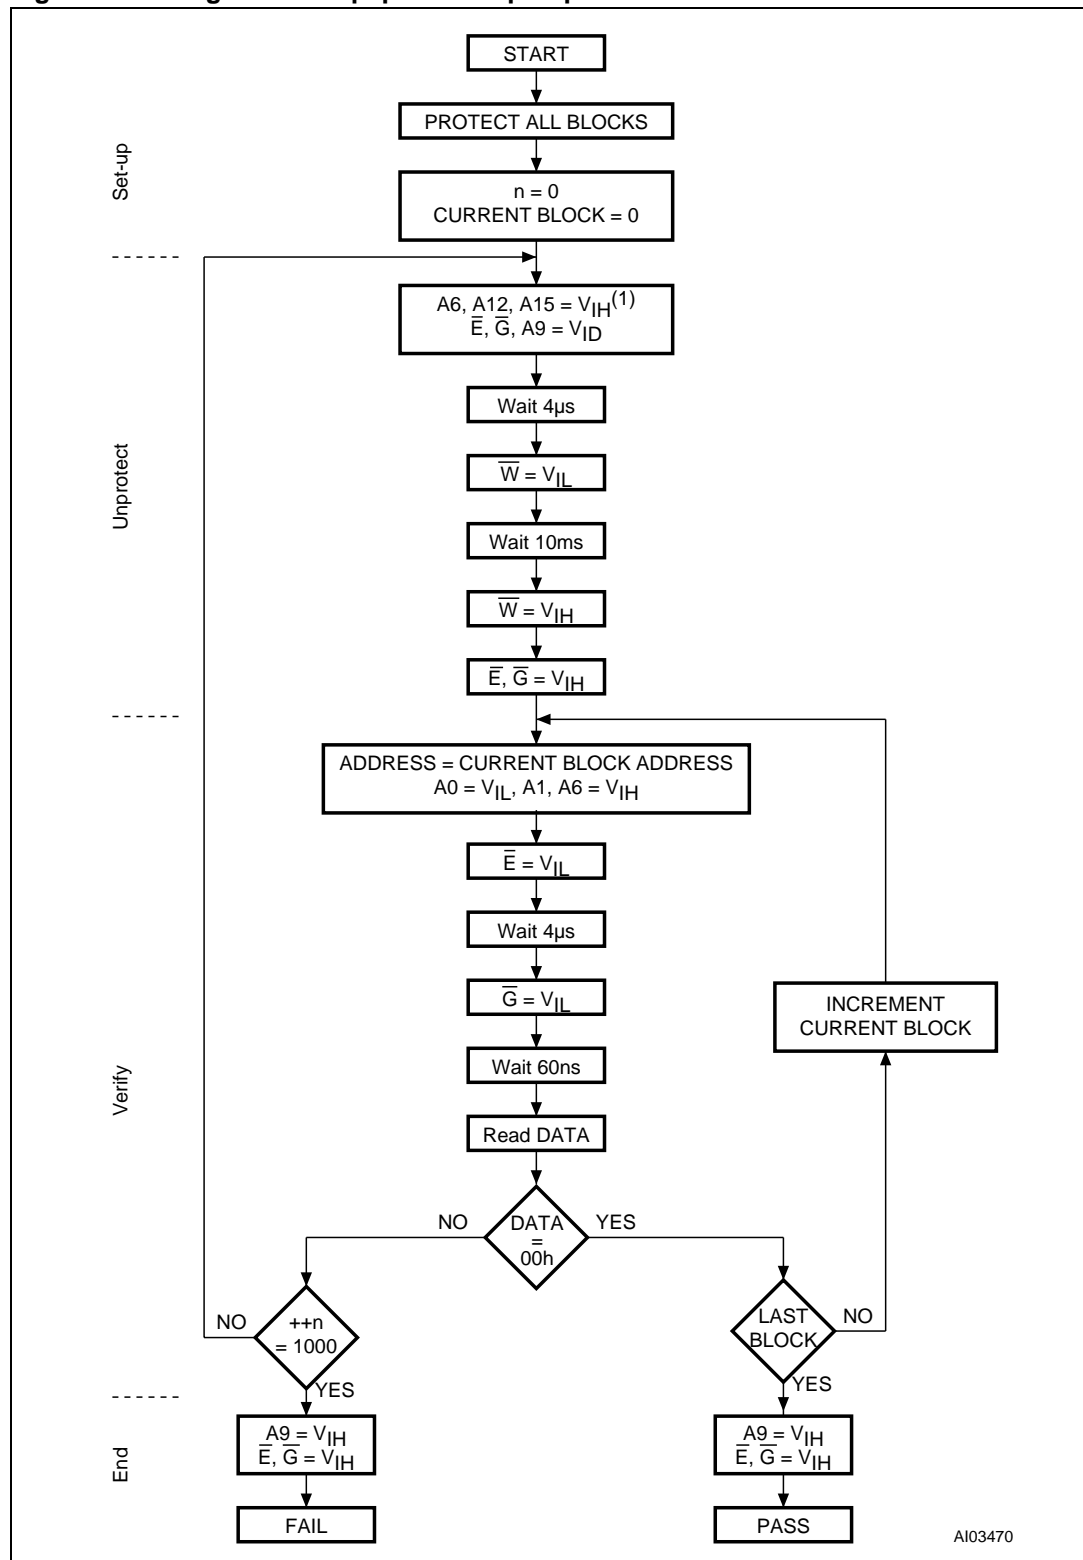 START
PROTECT ALL BLOCKS
Set-up
n = 0
CURRENT BLOCK = 0
A6, A12, A15 = VIH(1)
E̅, G̅, A9 = VID
Wait 4µs
Unprotect
W̅ = VIL
Wait 10ms
W̅ = VIH
E̅, G̅ = VIH
ADDRESS = CURRENT BLOCK ADDRESS
A0 = VIL, A1, A6 = VIH
E̅ = VIL
Wait 4µs
G̅ = VIL
INCREMENT
CURRENT BLOCK
Wait 60ns
Verify
Read DATA
NO
DATA
=
00h
YES
NO
++n
= 1000
YES
LAST
BLOCK
NO
YES
End
A9 = VIH
E̅, G̅ = VIH
A9 = VIH
E̅, G̅ = VIH
FAIL
PASS
AI03470